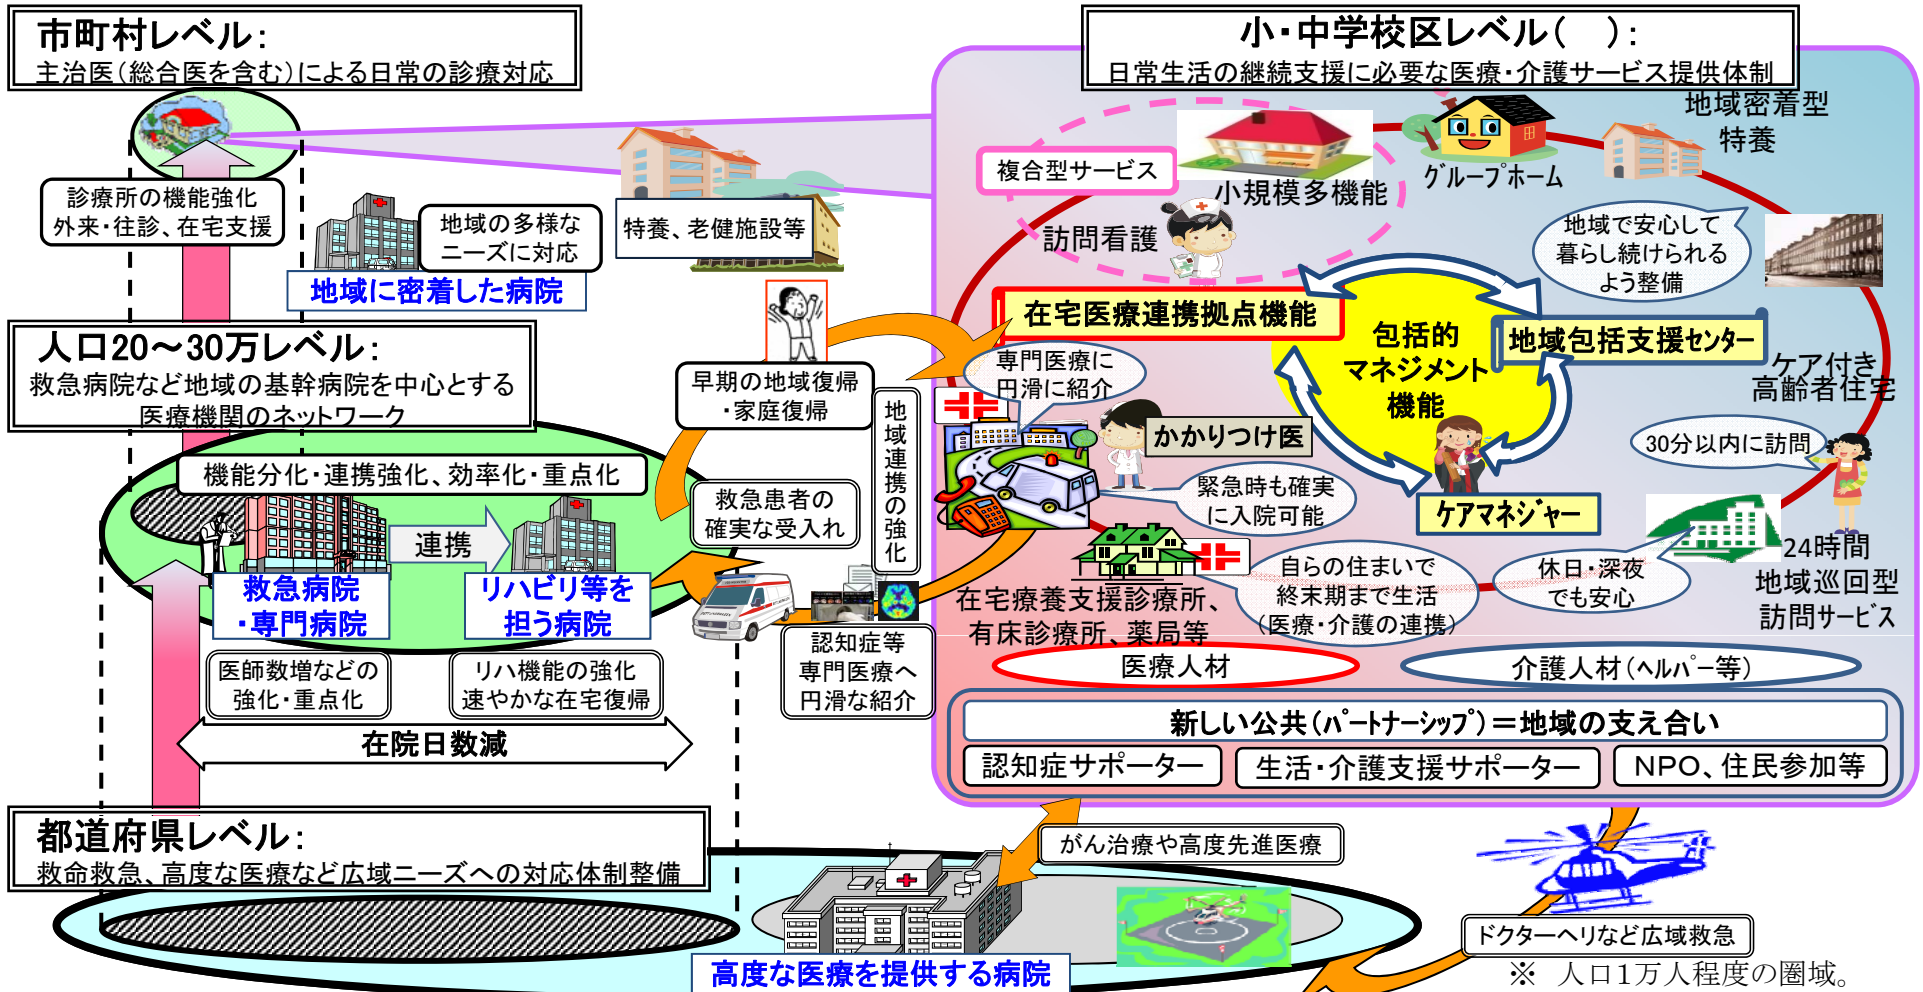 市町村レベル:
主治医(総合医を含む)による日常の診療対応
診療所の機能強化
外来・往診、在宅支援
地域の多様な
ニーズに対応
地域に密着した病院
特養、老健施設等
人口20～30万レベル:
救急病院など地域の基幹病院を中心とする
医療機関のネットワーク
機能分化・連携強化、効率化・重点化
連携
救急病院
・専門病院
リハビリ等を
担う病院
医師数増などの
強化・重点化
リハ機能の強化
速やかな在宅復帰
在院日数減
早期の地域復帰
・家庭復帰
地域連携の強化
救急患者の
確実な受入れ
認知症等
専門医療へ
円滑な紹介
都道府県レベル:
救命救急、高度な医療など広域ニーズへの対応体制整備
高度な医療を提供する病院
がん治療や高度先進医療
ドクターヘリなど広域救急
※ 人口1万人程度の圏域。
小・中学校区レベル( ):
日常生活の継続支援に必要な医療・介護サービス提供体制
複合型サービス
小規模多機能
訪問看護
グループホーム
地域密着型
特養
地域で安心して
暮らし続けられる
よう整備
在宅医療連携拠点機能
包括的
マネジメント
機能
地域包括支援センター
ケア付き
高齢者住宅
専門医療に
円滑に紹介
かかりつけ医
緊急時も確実
に入院可能
ケアマネジャー
30分以内に訪問
24時間
地域巡回型
訪問サービス
休日・深夜
でも安心
自らの住まいで
終末期まで生活
(医療・介護の連携)
在宅療養支援診療所、
有床診療所、薬局等
医療人材
介護人材(ヘルパー等)
新しい公共(パートナーシップ)＝地域の支え合い
認知症サポーター
生活・介護支援サポーター
NPO、住民参加等